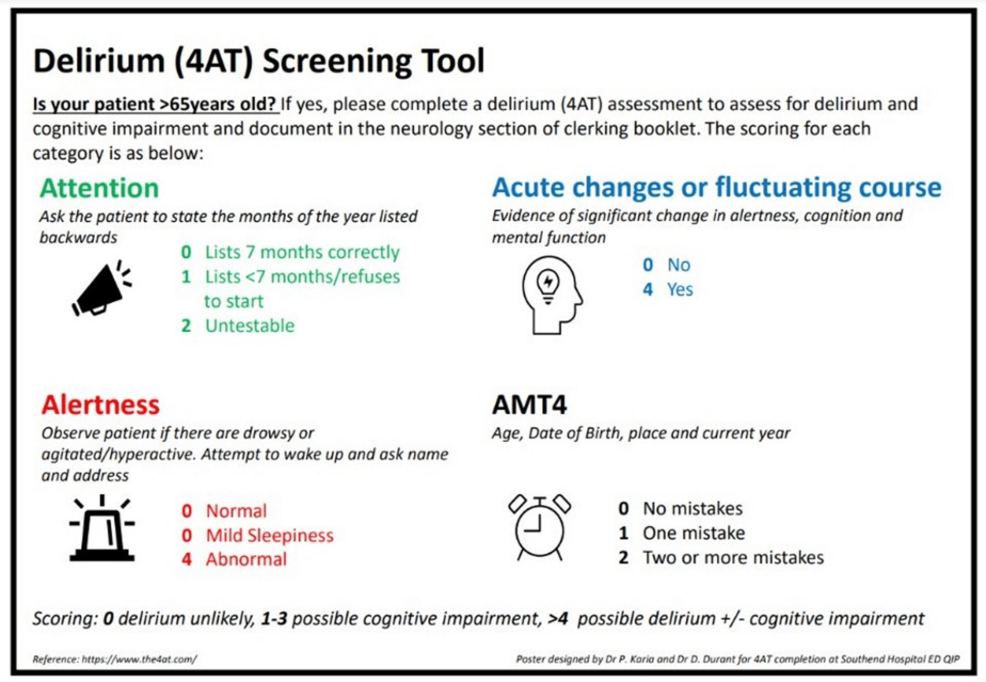 Delirium (4AT) Screening Tool
Is your patient >65years old? If yes, please complete a delirium (4AT) assessment to assess for delirium and
cognitive impairment and document in the neurology section of clerking booklet. The scoring for each
category is as below:
Attention
Ask the patient to state the months of the year listed
backwards
0 Lists 7 months correctly
1 Lists <7 months/refuses
to start
2 Untestable
Acute changes or fluctuating course
Evidence of significant change in alertness, cognition and
mental function
0 No
4 Yes
Alertness
Observe patient if there are drowsy or
agitated/hyperactive. Attempt to wake up and ask name
and address
0 Normal
0 Mild Sleepiness
4 Abnormal
AMT4
Age, Date of Birth, place and current year
0 No mistakes
1 One mistake
2 Two or more mistakes
Scoring: 0 delirium unlikely, 1-3 possible cognitive impairment, >4 possible delirium +/- cognitive impairment
Reference: https://www.the4at.com/
Poster designed by Dr P. Karia and Dr D. Durant for 4AT completion at Southend Hospital ED QIP